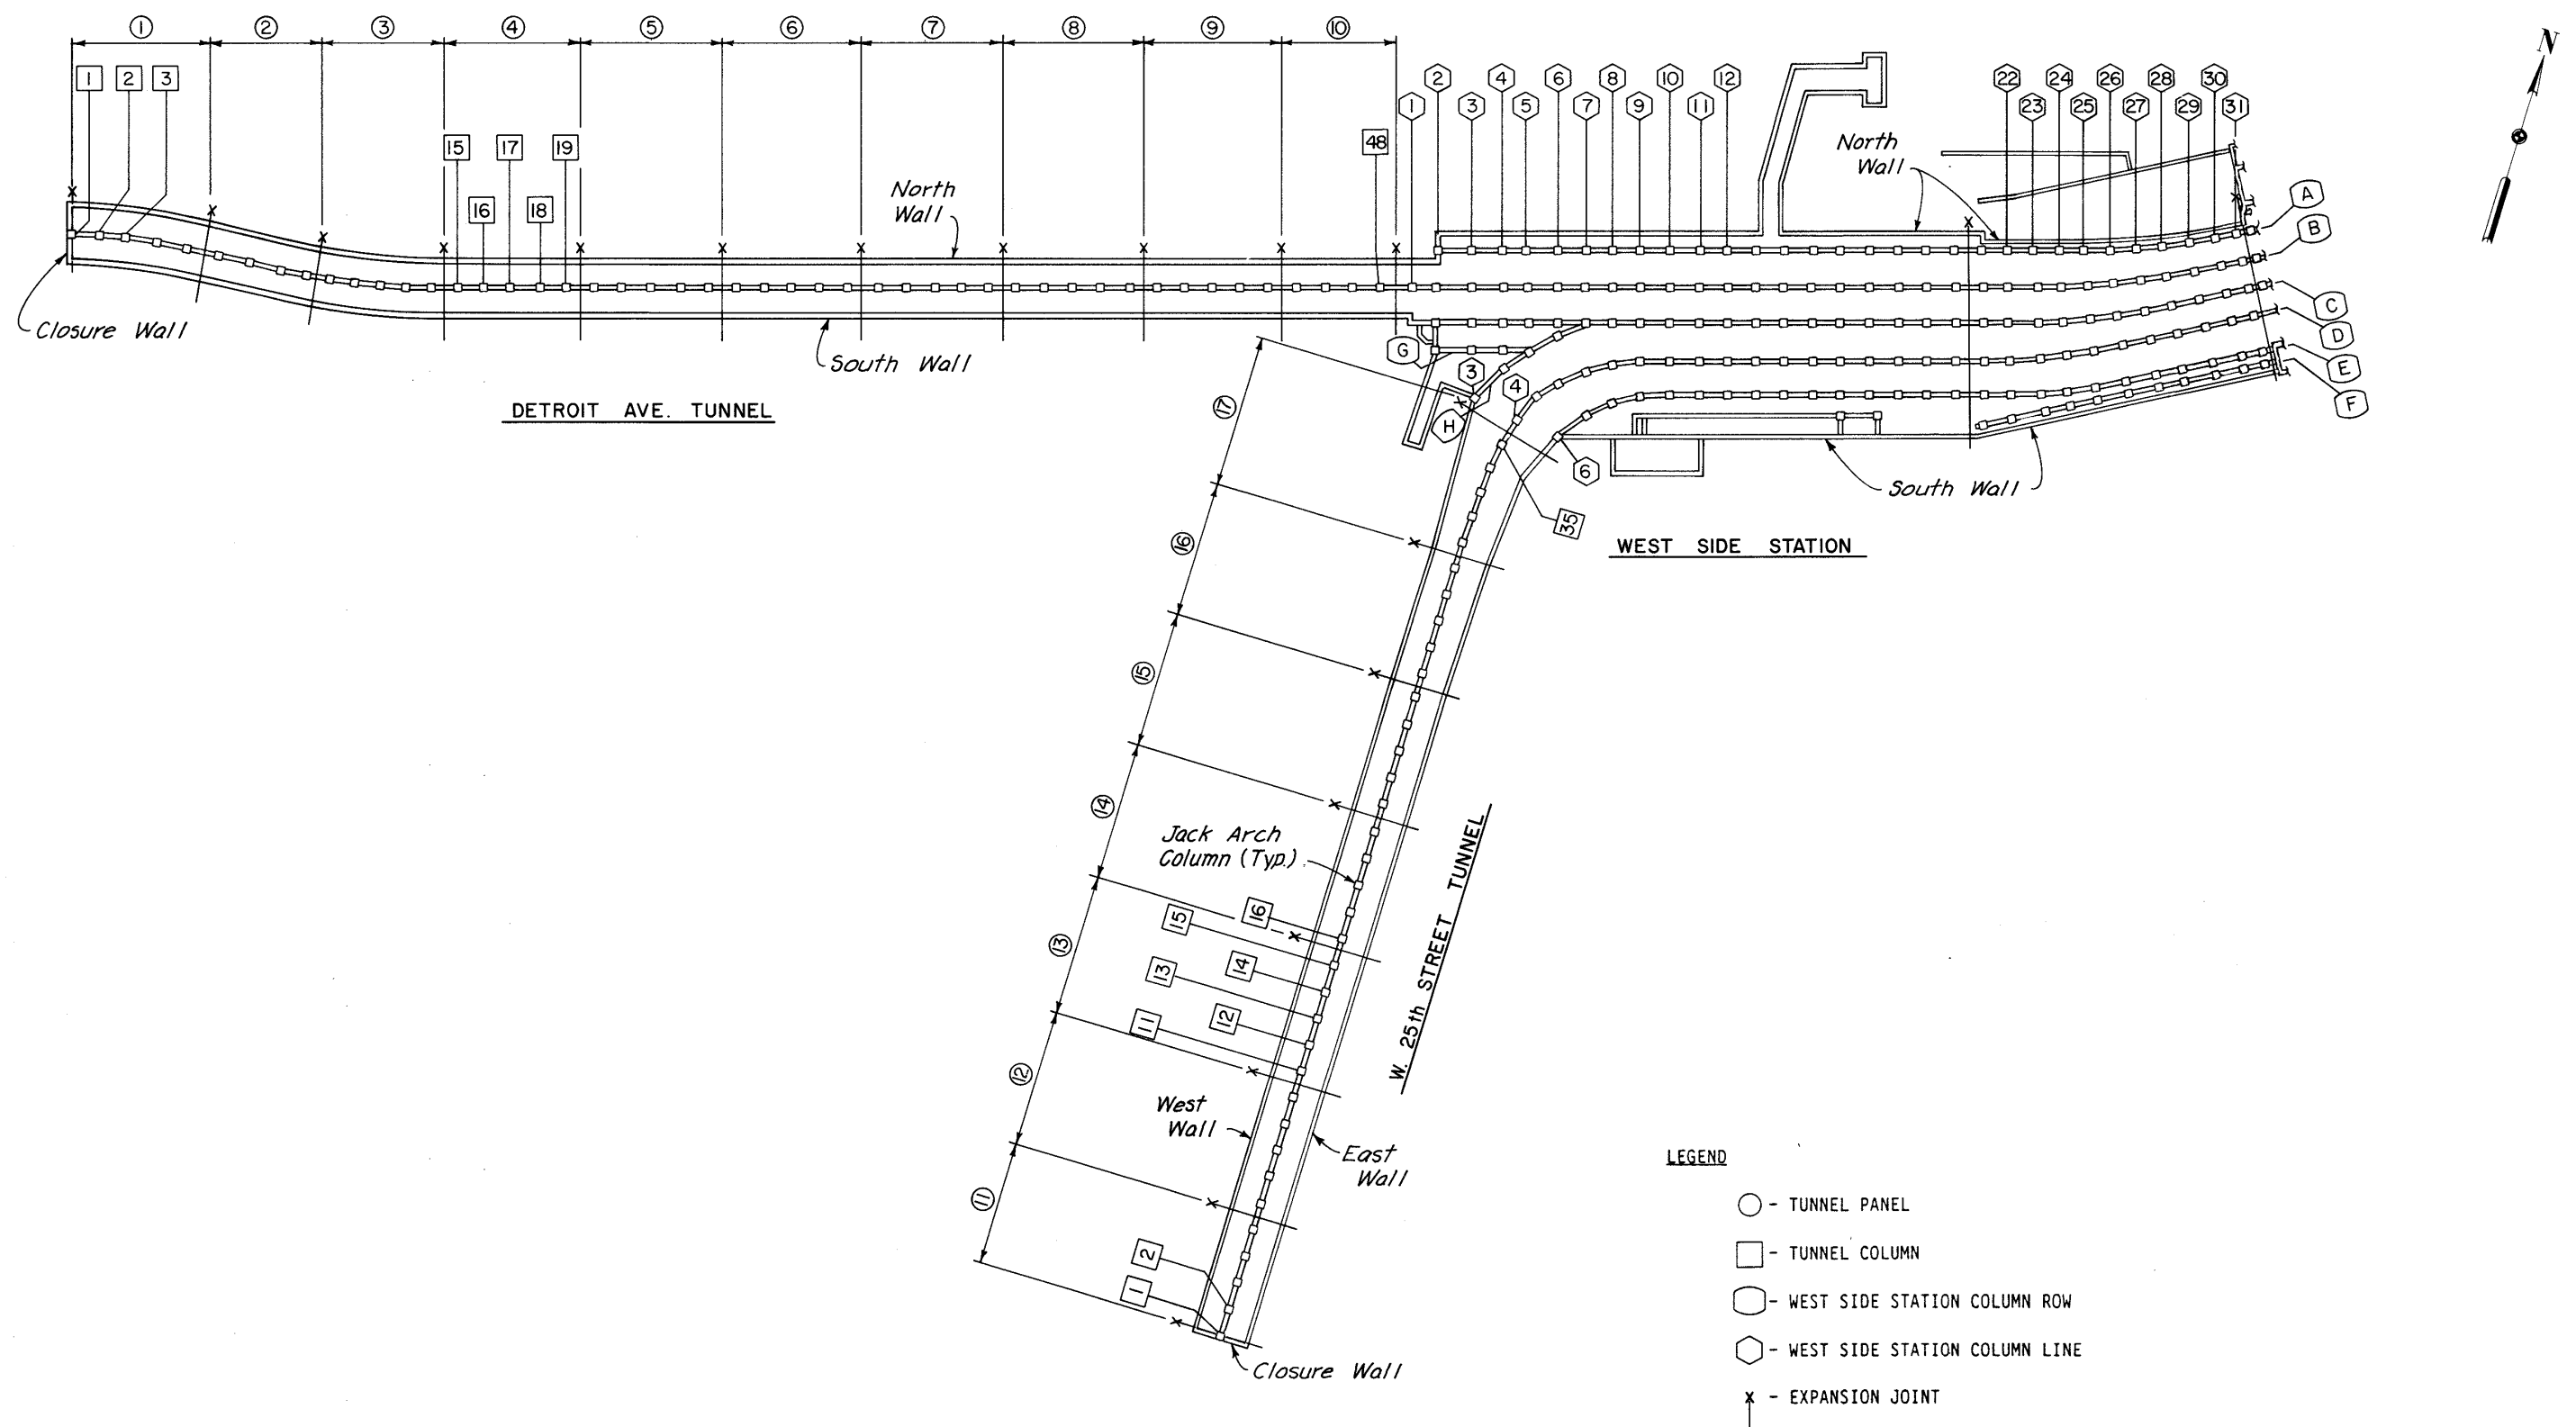 1 2 3 4 5 6 7 8 9 10
N
1 2 3
2 4 6 8 10 12
22 24 26 28 30
1 3 5 7 9 11
23 25 27 29 31
15 17 19
48
16 18
North
Wall
North
Wall
A
B
C
D
E
F
Closure Wall
South Wall
G
3
4
H
6
DETROIT AVE. TUNNEL
South Wall
35
WEST SIDE STATION
17
16
15
14
13
12
11
Jack Arch
Column (Typ.)
W. 25th STREET TUNNEL
16
15
14
13
12
11
West
Wall
East
Wall
2
1
Closure Wall
LEGEND
- TUNNEL PANEL
- TUNNEL COLUMN
- WEST SIDE STATION COLUMN ROW
- WEST SIDE STATION COLUMN LINE
x - EXPANSION JOINT